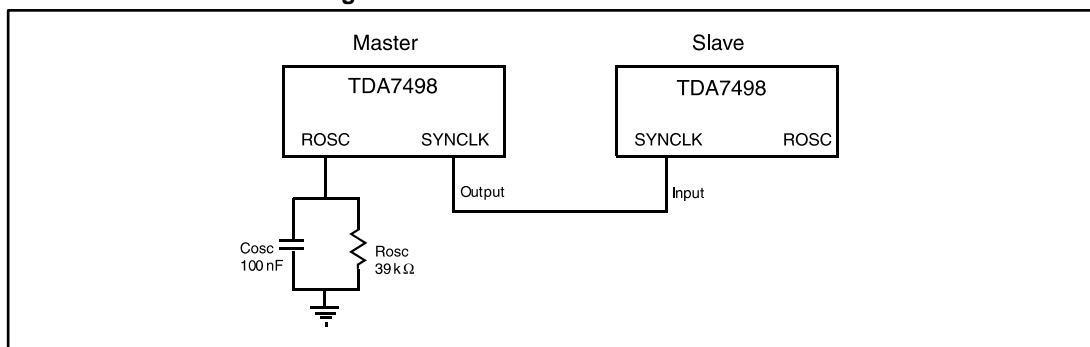 Master
Slave
TDA7498
TDA7498
ROSC
SYNCLK
SYNCLK
ROSC
Output
Input
Cosc
100 nF
Rosc
39 kΩ